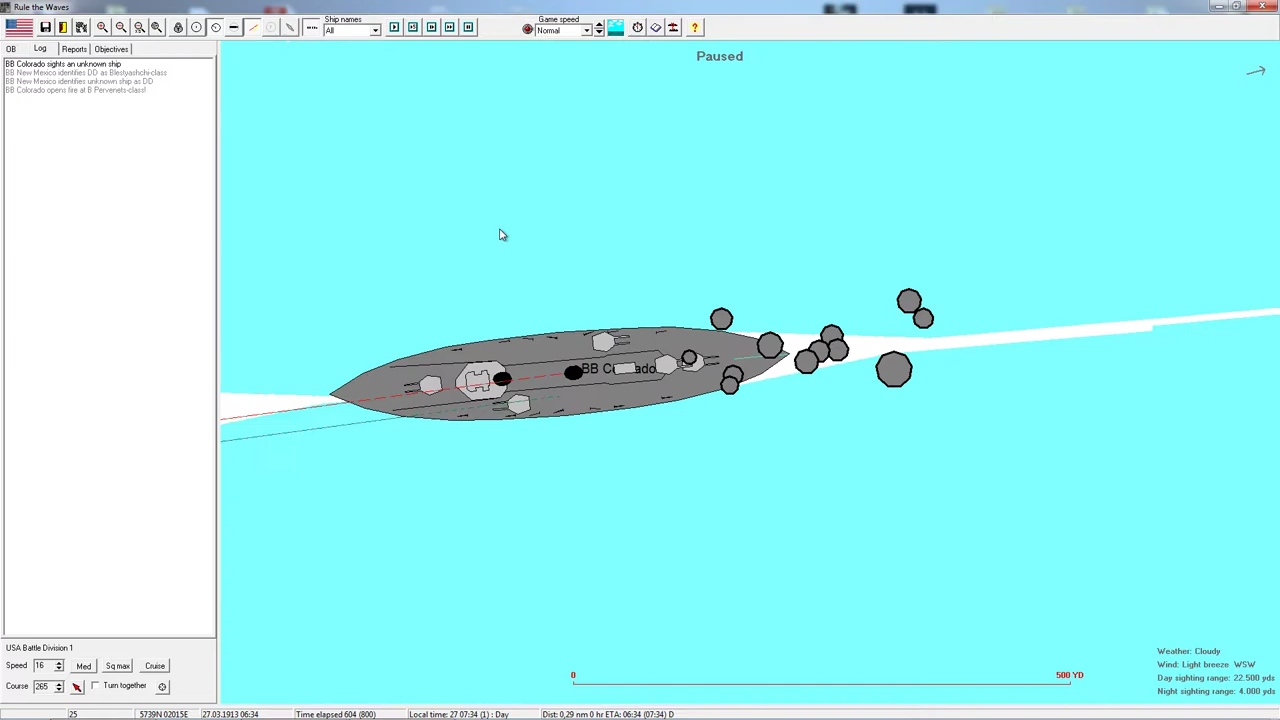 Rule the Waves
Ship names
All
Game speed
Normal
OB Log Reports Objectives
BB Colorado sights an unknown ship
BB New Mexico identifies DD as Blestyashchi-class
BB New Mexico identifies unknown ship as DD
BB Colorado opens fire at B Pervenets-class!
Paused
BB Co ado
USA Battle Division 1
Speed 16 Med Sq max Cruise
Course 265 Turn together
0 500 YD
Weather: Cloudy
Wind: Light breeze WSW
Day sighting range: 22.500 yds
Night sighting range: 4.000 yds
25 5739N 02015E 27.03.1913 06:34 Time elapsed 604 (800) Local time: 27 07:34 (1) : Day Dist: 0,29 nm 0 hr ETA: 06:34 (07:34) D